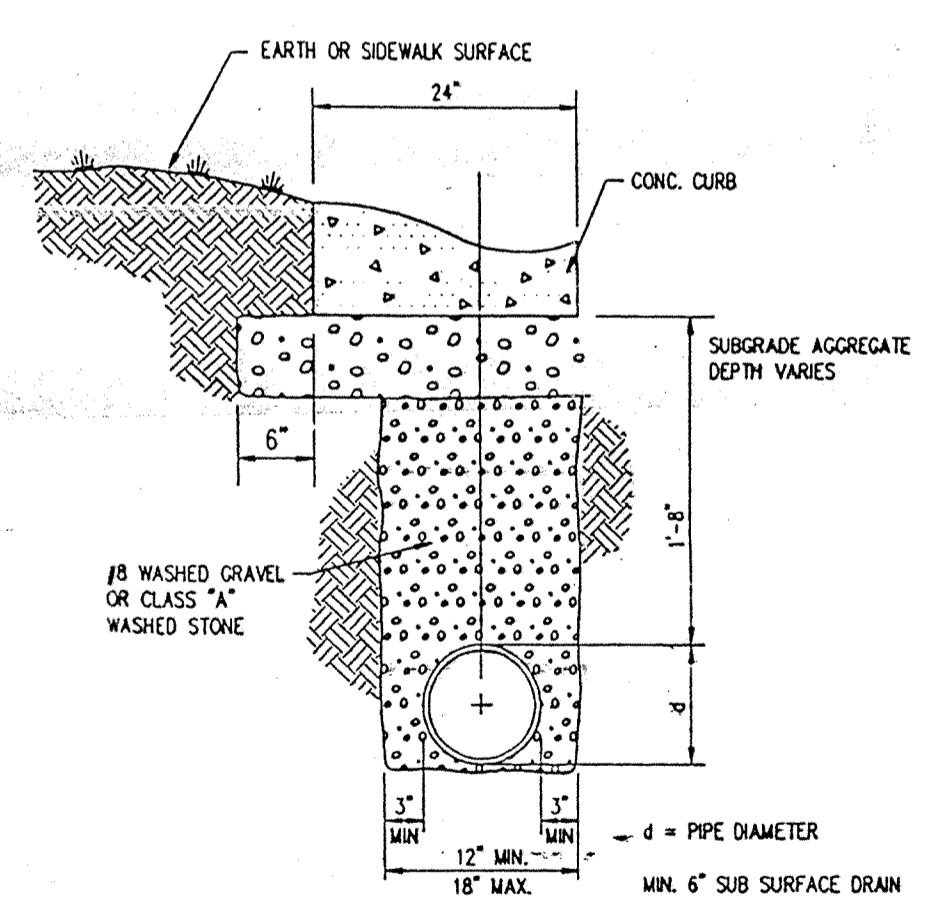 EARTH OR SIDEWALK SURFACE
24"
CONC. CURB
SUBGRADE AGGREGATE
DEPTH VARIES
6"
1'-8"
#8 WASHED GRAVEL
OR CLASS "A"
WASHED STONE
d
3"
MIN
3"
MIN
d = PIPE DIAMETER
12" MIN.
18" MAX.
MIN. 6" SUB SURFACE DRAIN